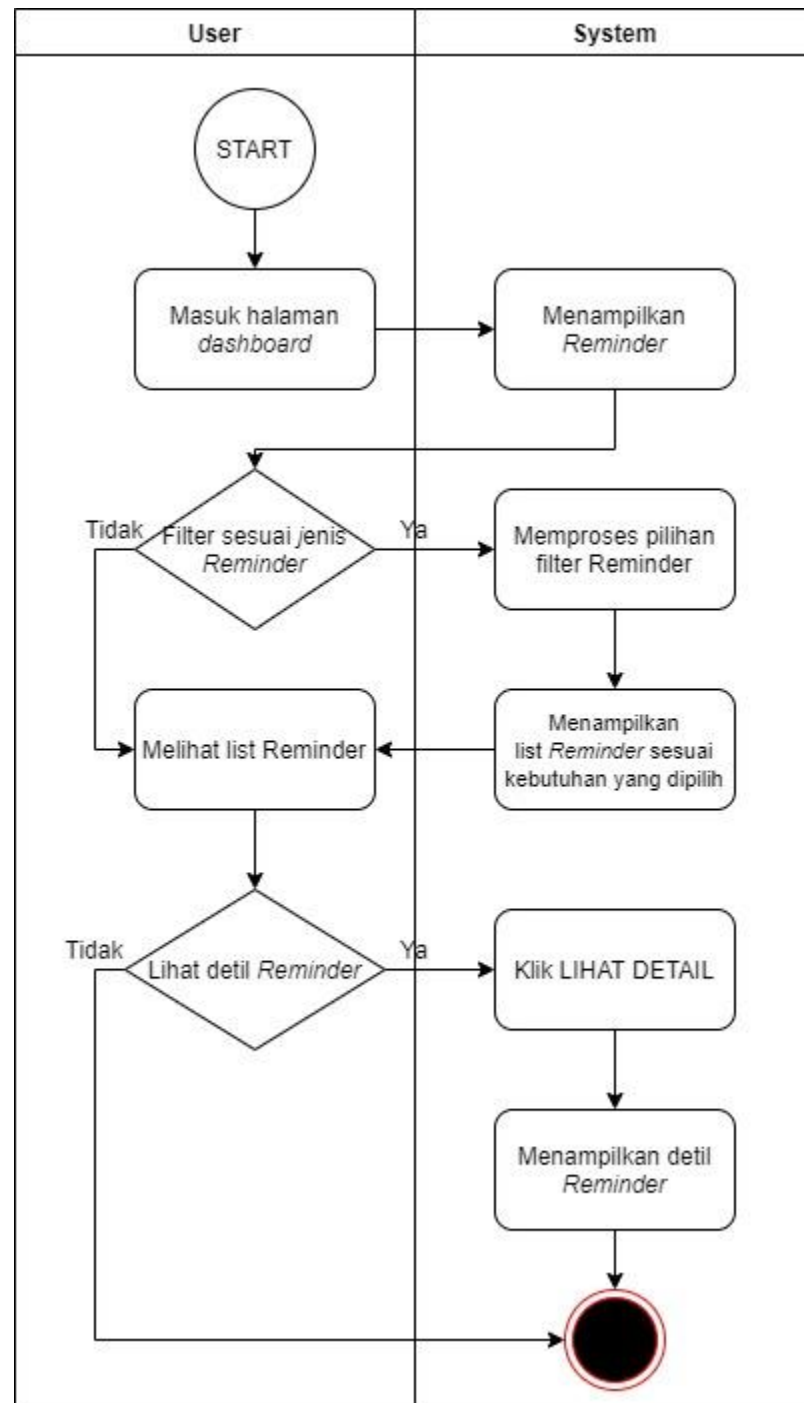 User
System
START
Masuk halaman
dashboard
Menampilkan
Reminder
Tidak
Filter sesuai jenis
Reminder
Ya
Memproses pilihan
filter Reminder
Melihat list Reminder
Menampilkan
list Reminder sesuai
kebutuhan yang dipilih
Tidak
Lihat detil Reminder
Ya
Klik LIHAT DETAIL
Menampilkan detil
Reminder